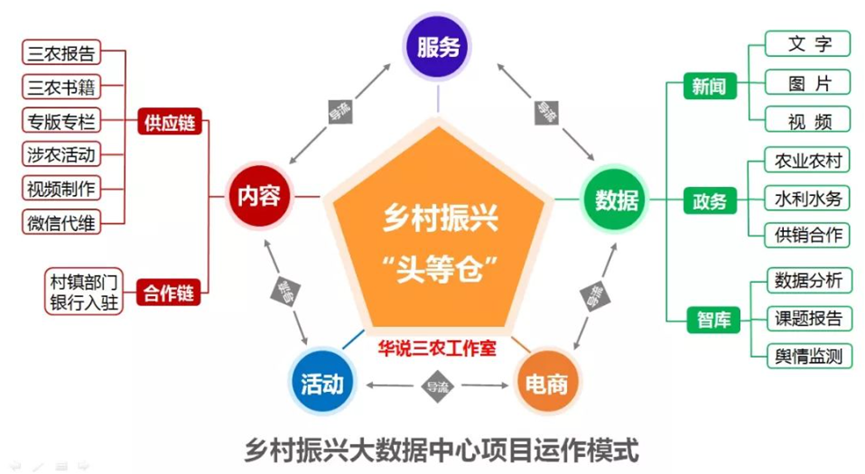 服务
三农报告
三农书籍
专版专栏
涉农活动
视频制作
微信代维
供应链
村镇部门
银行入驻
合作链
内容
导流
导流
乡村振兴
“头等仓”
华说三农工作室
数据
新闻
文 字
图 片
视 频
政务
农业农村
水利水务
供销合作
智库
数据分析
课题报告
舆情监测
导流
导流
活动
导流
电商
乡村振兴大数据中心项目运作模式